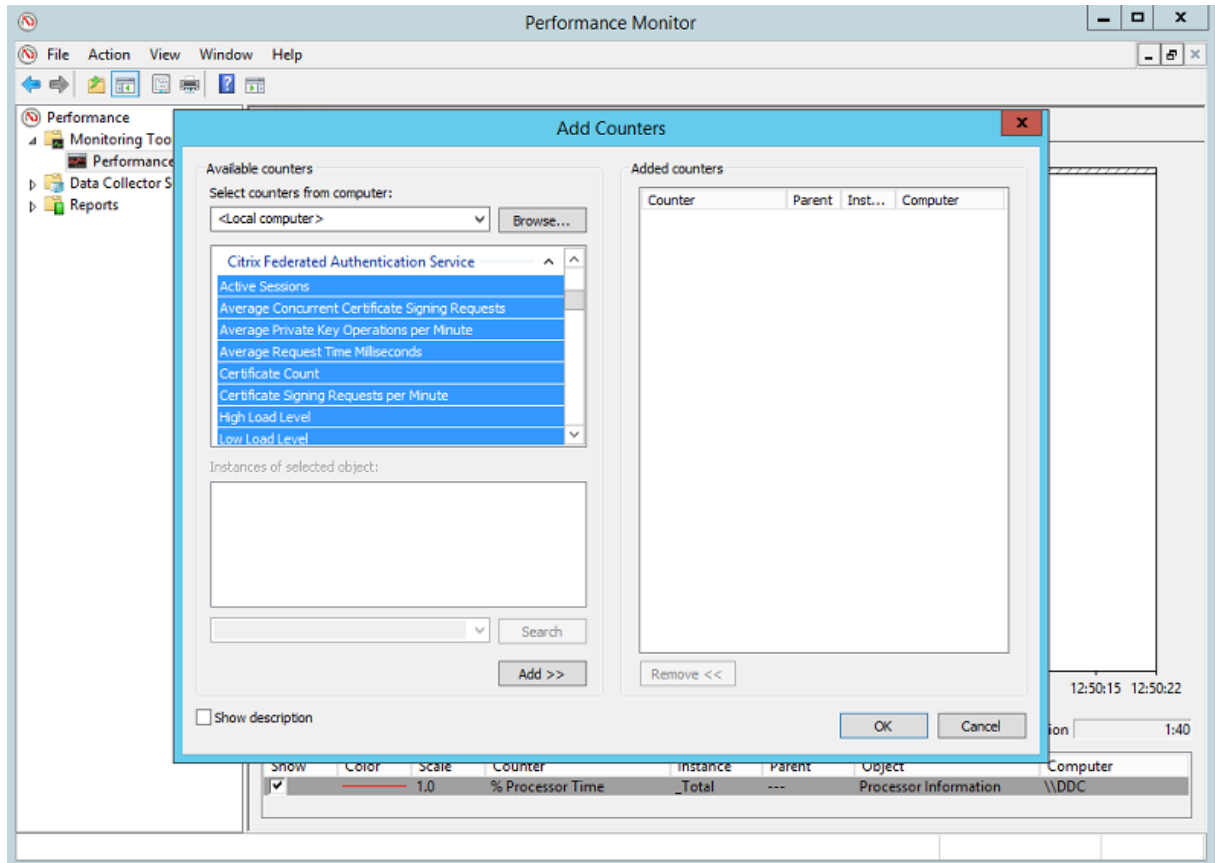 Performance Monitor
File Action View Window Help
Performance
Monitoring Too
Performance
Data Collector S
Reports
Add Counters
Available counters
Select counters from computer:
<Local computer>
Browse...
Citrix Federated Authentication Service
Active Sessions
Average Concurrent Certificate Signing Requests
Average Private Key Operations per Minute
Average Request Time Milliseconds
Certificate Count
Certificate Signing Requests per Minute
High Load Level
Low Load Level
Instances of selected object:
Search
Add >>
Show description
Added counters
Counter Parent Inst... Computer
Remove <<
OK Cancel
12:50:15 12:50:22
ion 1:40
Show Color Scale Counter Instance Parent Object Computer
1.0 % Processor Time _Total --- Processor Information \\DDC